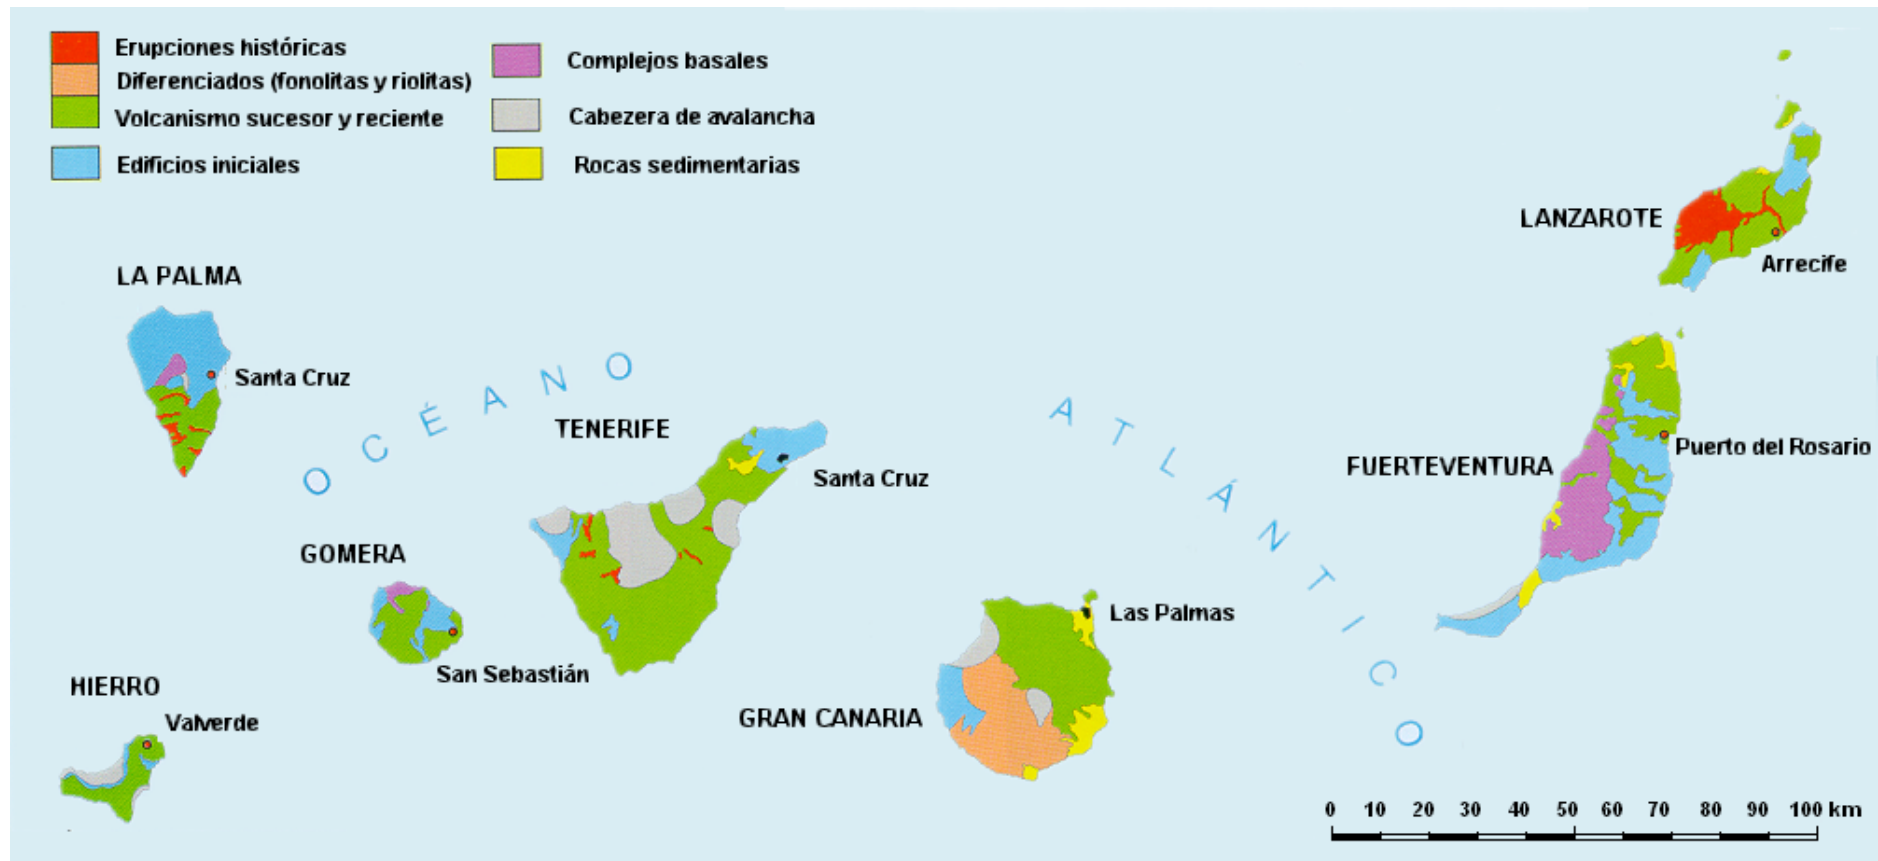 Erupciones históricas
Diferenciados (fonolitas y riolitas)
Volcanismo sucesor y reciente
Edificios iniciales
Complejos basales
Cabezera de avalancha
Rocas sedimentarias
LANZAROTE
Arrecife
LA PALMA
Santa Cruz
OCÉANO
ATLÁNTICO
TENERIFE
Santa Cruz
FUERTEVENTURA
Puerto del Rosario
GOMERA
San Sebastián
HIERRO
Valverde
GRAN CANARIA
Las Palmas
0 10 20 30 40 50 60 70 80 90 100 km